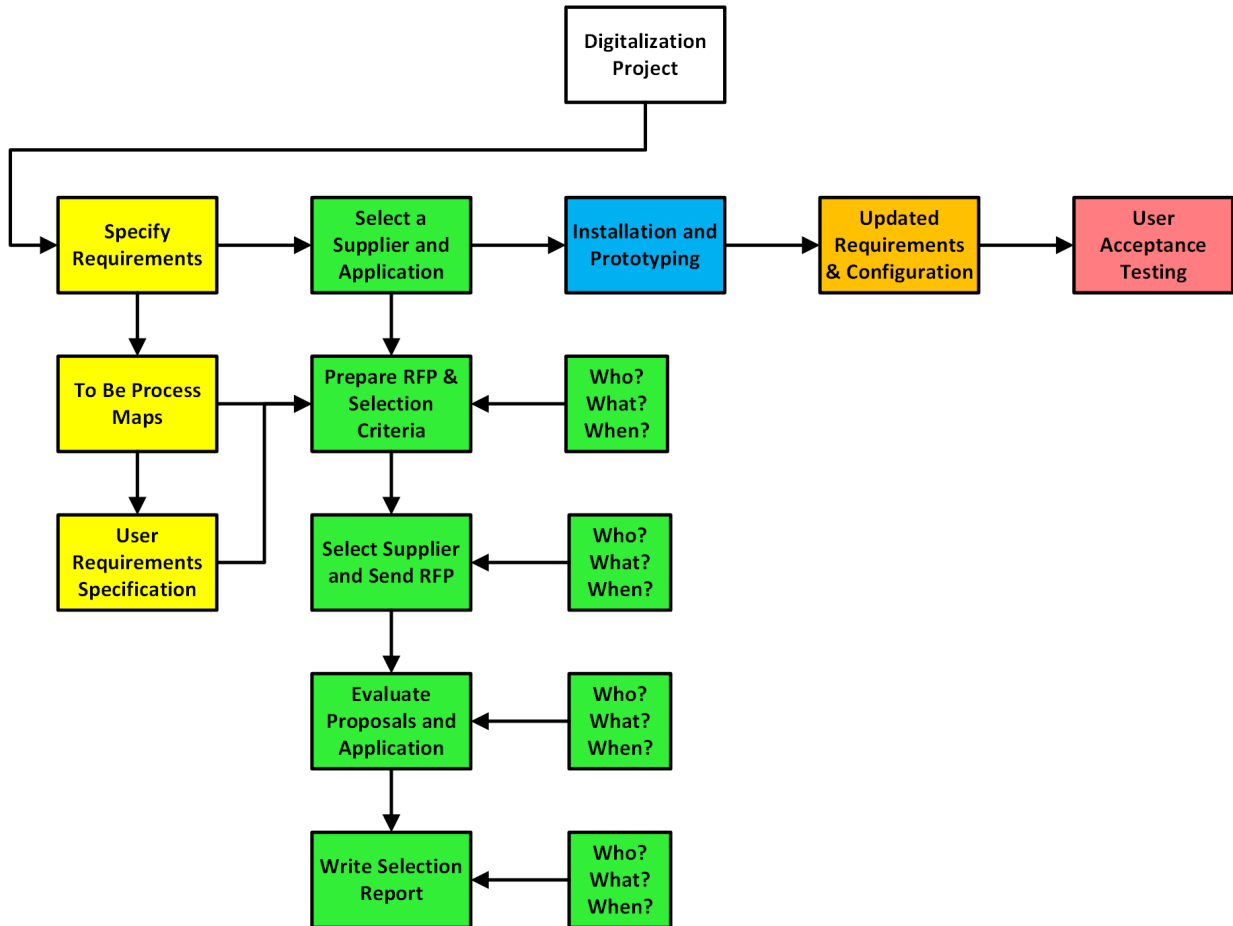 Digitalization
Project
Specify
Requirements
Select a
Supplier and
Application
Installation and
Prototyping
Updated
Requirements
& Configuration
User
Acceptance
Testing
To Be Process
Maps
Prepare RFP &
Selection
Criteria
Who?
What?
When?
User
Requirements
Specification
Select Supplier
and Send RFP
Who?
What?
When?
Evaluate
Proposals and
Application
Who?
What?
When?
Write Selection
Report
Who?
What?
When?